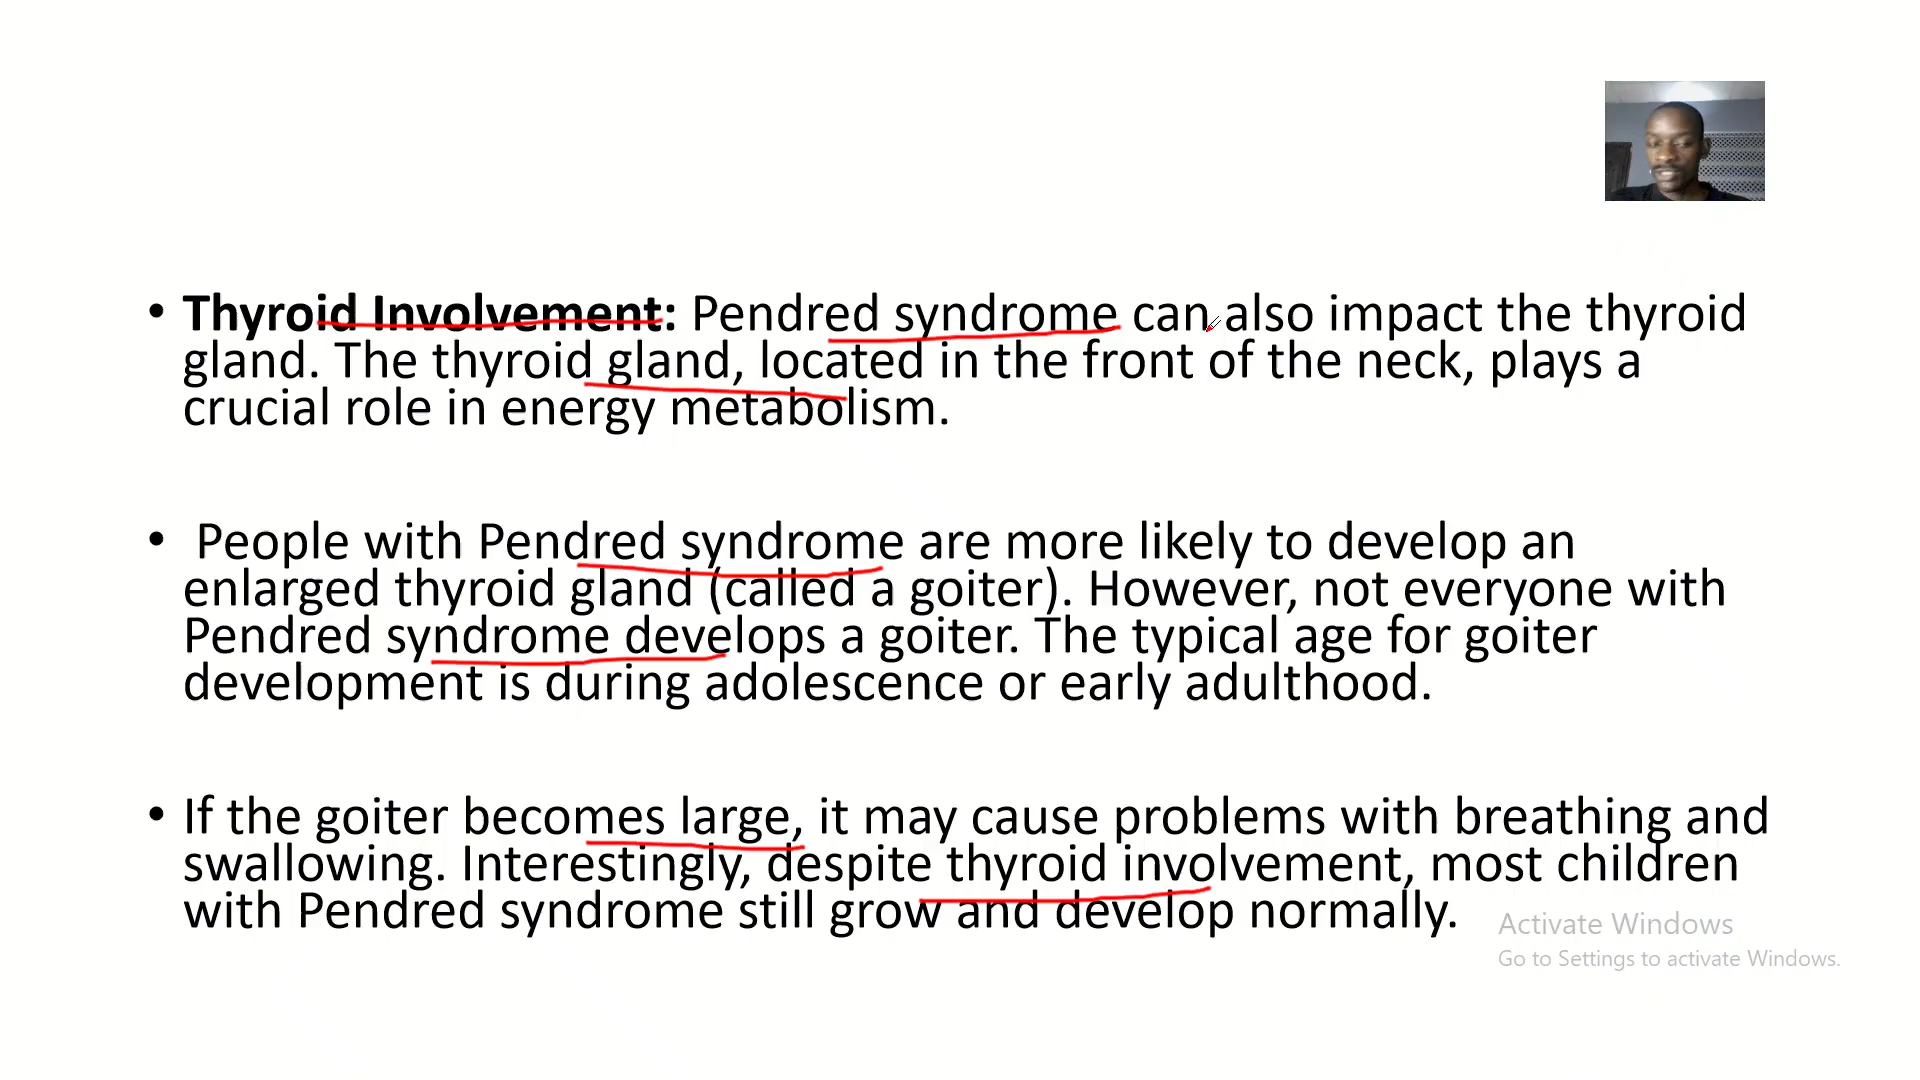 • Thyroid Involvement: Pendred syndrome can also impact the thyroid
gland. The thyroid gland, located in the front of the neck, plays a
crucial role in energy metabolism.
• People with Pendred syndrome are more likely to develop an
enlarged thyroid gland (called a goiter). However, not everyone with
Pendred syndrome develops a goiter. The typical age for goiter
development is during adolescence or early adulthood.
• If the goiter becomes large, it may cause problems with breathing and
swallowing. Interestingly, despite thyroid involvement, most children
with Pendred syndrome still grow and develop normally.
Activate Windows
Go to Settings to activate Windows.